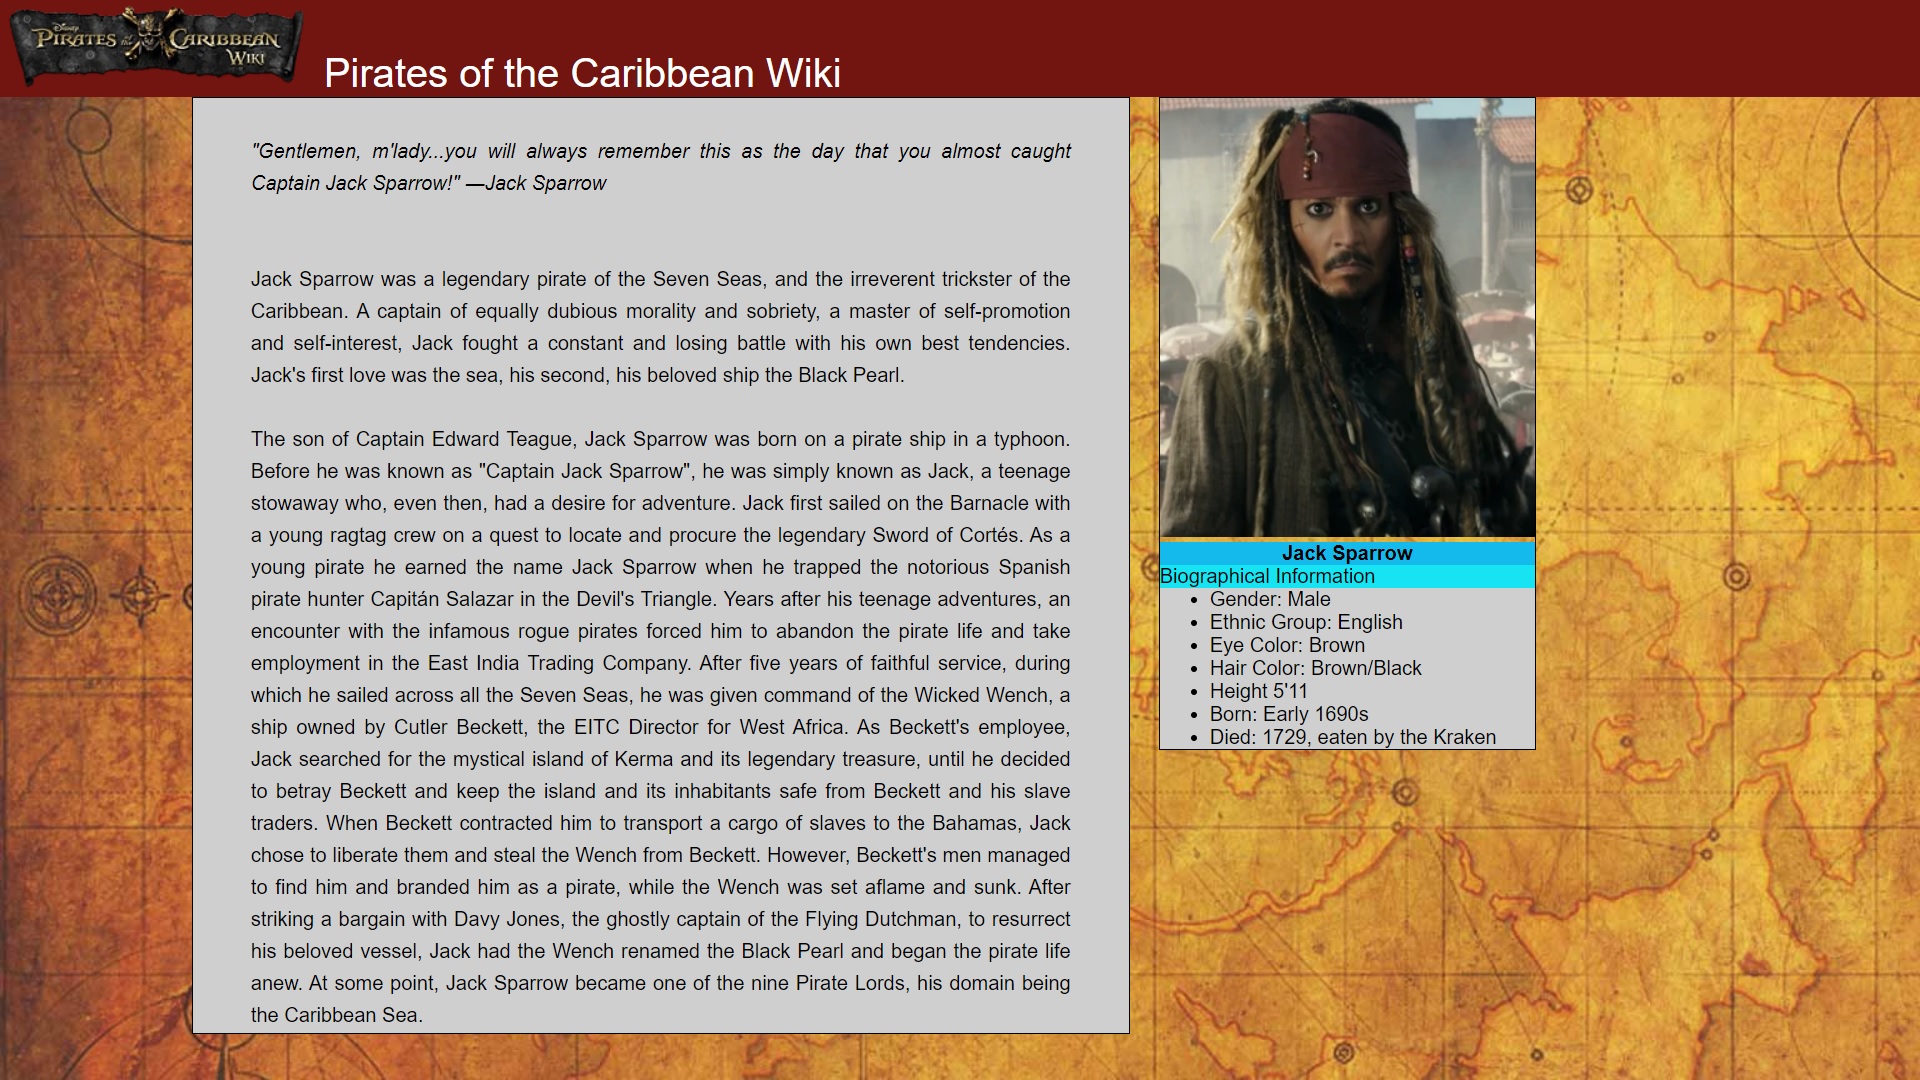 Disney
PIRATES of the CARIBBEAN
WIKI
Pirates of the Caribbean Wiki
"Gentlemen, m'lady...you will always remember this as the day that you almost caught
Captain Jack Sparrow!" —Jack Sparrow
Jack Sparrow was a legendary pirate of the Seven Seas, and the irreverent trickster of the
Caribbean. A captain of equally dubious morality and sobriety, a master of self-promotion
and self-interest, Jack fought a constant and losing battle with his own best tendencies.
Jack's first love was the sea, his second, his beloved ship the Black Pearl.
The son of Captain Edward Teague, Jack Sparrow was born on a pirate ship in a typhoon.
Before he was known as "Captain Jack Sparrow", he was simply known as Jack, a teenage
stowaway who, even then, had a desire for adventure. Jack first sailed on the Barnacle with
a young ragtag crew on a quest to locate and procure the legendary Sword of Cortés. As a
young pirate he earned the name Jack Sparrow when he trapped the notorious Spanish
pirate hunter Capitán Salazar in the Devil's Triangle. Years after his teenage adventures, an
encounter with the infamous rogue pirates forced him to abandon the pirate life and take
employment in the East India Trading Company. After five years of faithful service, during
which he sailed across all the Seven Seas, he was given command of the Wicked Wench, a
ship owned by Cutler Beckett, the EITC Director for West Africa. As Beckett's employee,
Jack searched for the mystical island of Kerma and its legendary treasure, until he decided
to betray Beckett and keep the island and its inhabitants safe from Beckett and his slave
traders. When Beckett contracted him to transport a cargo of slaves to the Bahamas, Jack
chose to liberate them and steal the Wench from Beckett. However, Beckett's men managed
to find him and branded him as a pirate, while the Wench was set aflame and sunk. After
striking a bargain with Davy Jones, the ghostly captain of the Flying Dutchman, to resurrect
his beloved vessel, Jack had the Wench renamed the Black Pearl and began the pirate life
anew. At some point, Jack Sparrow became one of the nine Pirate Lords, his domain being
the Caribbean Sea.
Jack Sparrow
Biographical Information
• Gender: Male
• Ethnic Group: English
• Eye Color: Brown
• Hair Color: Brown/Black
• Height 5'11
• Born: Early 1690s
• Died: 1729, eaten by the Kraken